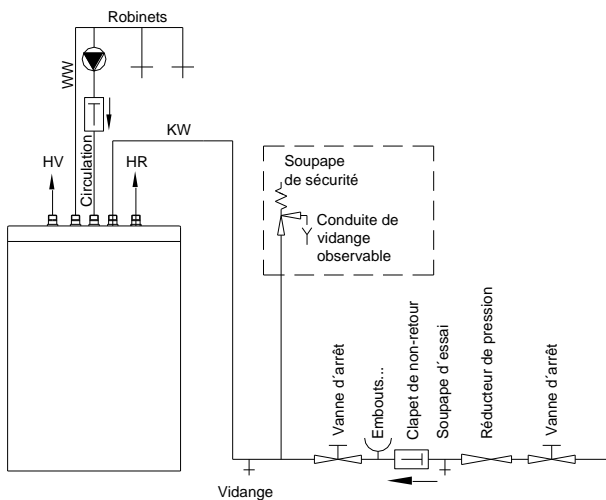 Robinets
WW
Circulation
KW
HV
HR
Soupape
de sécurité
Conduite de
vidange
observable
Vanne d´arrêt
Embouts...
Clapet de non-retour
Soupape d´essai
Réducteur de pression
Vanne d´arrêt
Vidange